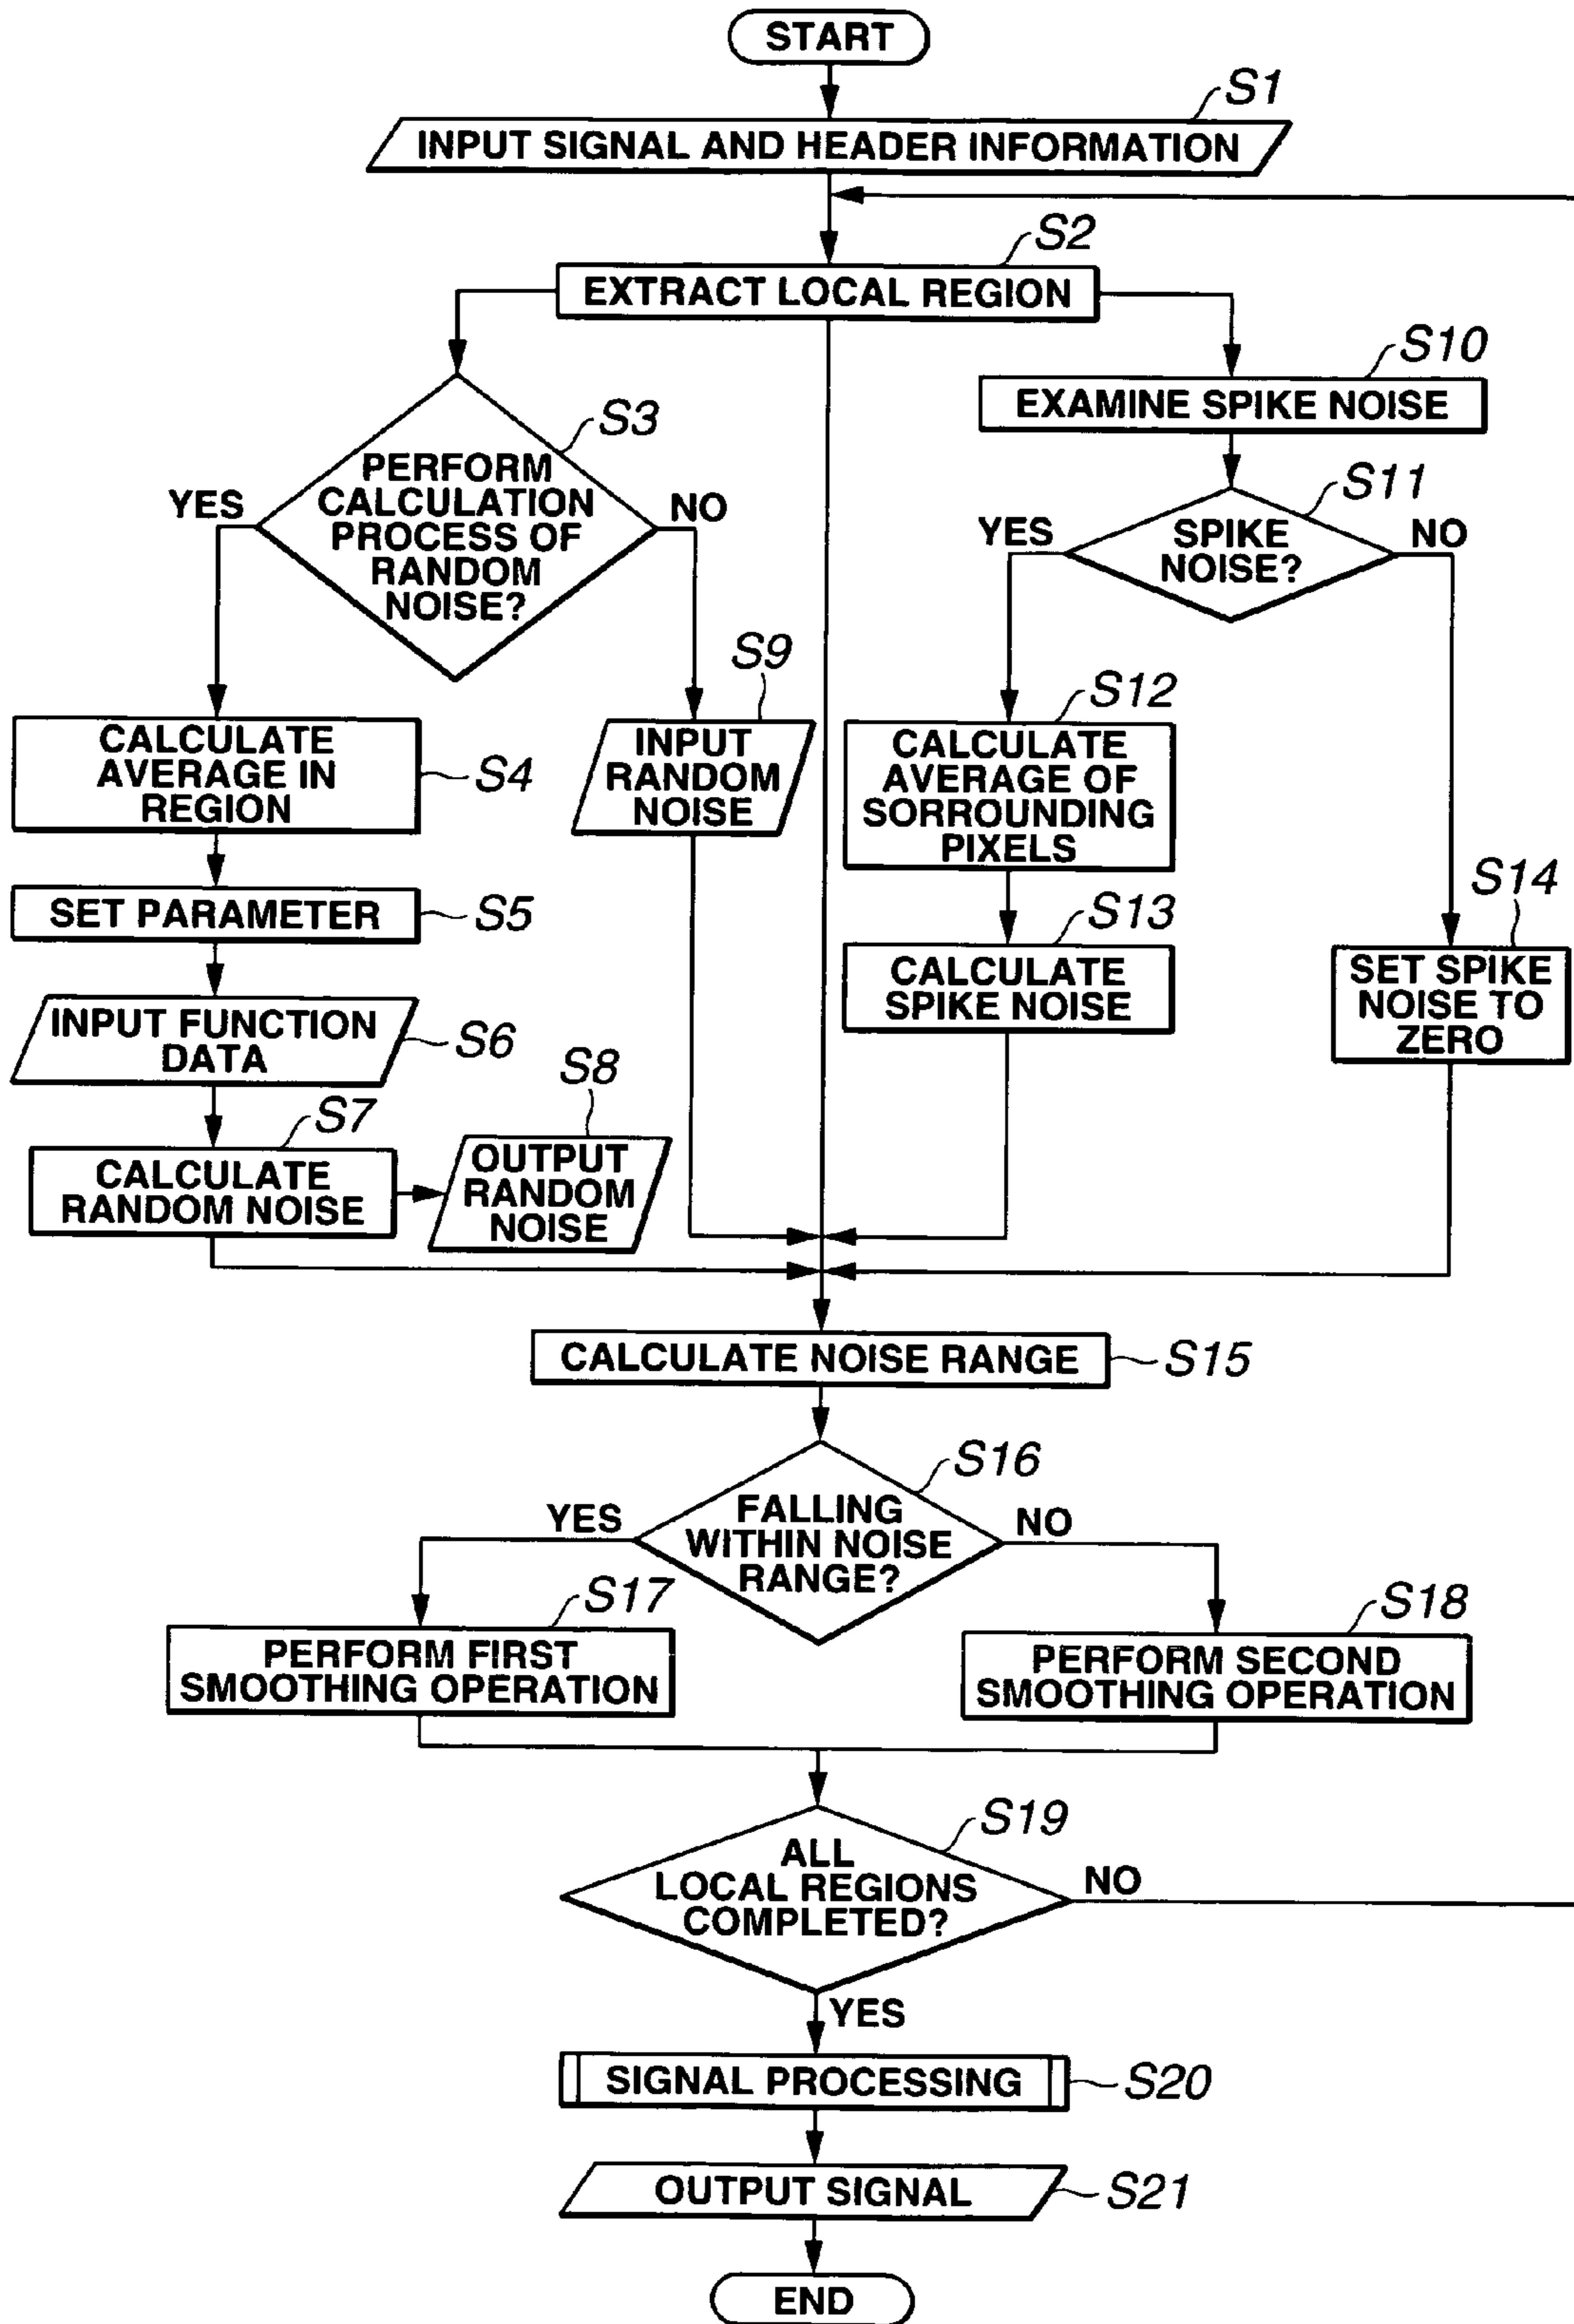 START
S1
INPUT SIGNAL AND HEADER INFORMATION
S2
EXTRACT LOCAL REGION
S10
EXAMINE SPIKE NOISE
S3
PERFORM
CALCULATION
PROCESS OF
RANDOM
NOISE?
YES
NO
S11
SPIKE
NOISE?
YES
NO
CALCULATE
AVERAGE IN
REGION
S4
S9
INPUT
RANDOM
NOISE
S12
CALCULATE
AVERAGE OF
SORROUNDING
PIXELS
SET PARAMETER
S5
S13
CALCULATE
SPIKE NOISE
S14
SET SPIKE
NOISE TO
ZERO
INPUT FUNCTION
DATA
S6
S7
CALCULATE
RANDOM NOISE
S8
OUTPUT
RANDOM
NOISE
CALCULATE NOISE RANGE
S15
S16
FALLING
WITHIN NOISE
RANGE?
YES
NO
S17
PERFORM FIRST
SMOOTHING OPERATION
S18
PERFORM SECOND
SMOOTHING OPERATION
S19
ALL
LOCAL REGIONS
COMPLETED?
NO
YES
SIGNAL PROCESSING
S20
OUTPUT SIGNAL
S21
END